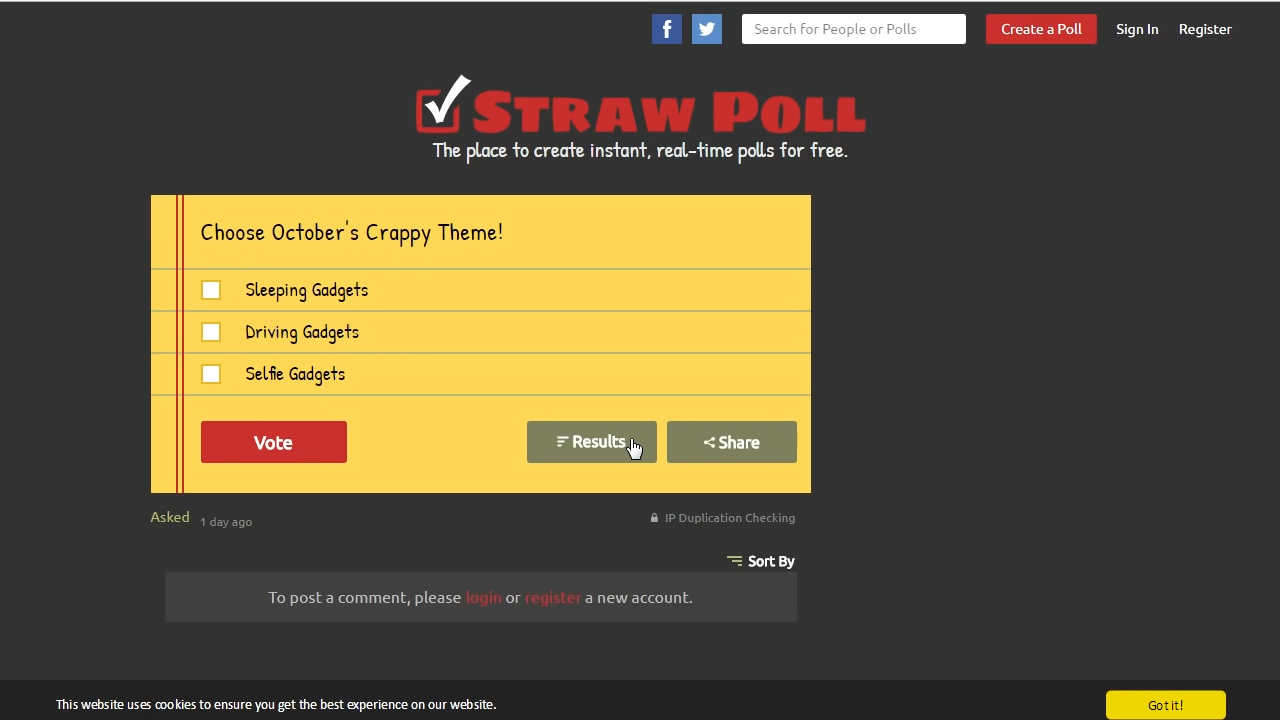 Search for People or Polls
Create a Poll
Sign In
Register
STRAW POLL
The place to create instant, real-time polls for free.
Choose October's Crappy Theme!
Sleeping Gadgets
Driving Gadgets
Selfie Gadgets
Vote
Results
Share
Asked 1 day ago
IP Duplication Checking
Sort By
To post a comment, please login or register a new account.
This website uses cookies to ensure you get the best experience on our website.
Got it!